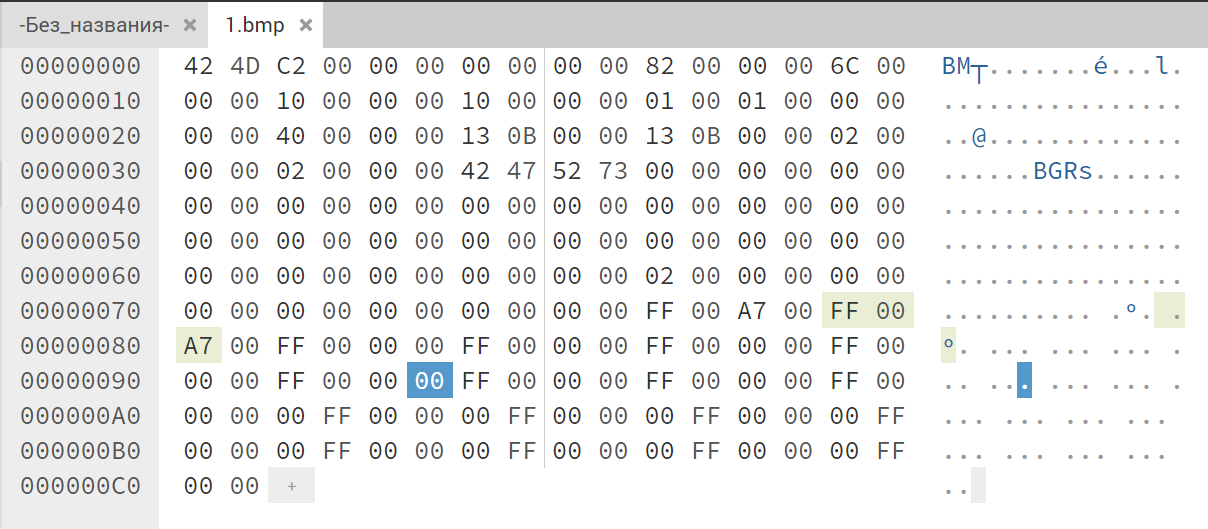 -Без_названия- × 1.bmp ×
00000000 42 4D C2 00 00 00 00 00 00 00 82 00 00 00 6C 00 BM┬.......é...l.
00000010 00 00 10 00 00 00 10 00 00 00 01 00 01 00 00 00 ................
00000020 00 00 40 00 00 00 13 0B 00 00 13 0B 00 00 02 00 ..@.............
00000030 00 00 02 00 00 00 42 47 52 73 00 00 00 00 00 00 ......BGRs......
00000040 00 00 00 00 00 00 00 00 00 00 00 00 00 00 00 00 ................
00000050 00 00 00 00 00 00 00 00 00 00 00 00 00 00 00 00 ................
00000060 00 00 00 00 00 00 00 00 00 00 02 00 00 00 00 00 ................
00000070 00 00 00 00 00 00 00 00 00 00 FF 00 A7 00 FF 00 .......... .º. .
00000080 A7 00 FF 00 00 00 FF 00 00 00 FF 00 00 00 FF 00 º. ... ... ... .
00000090 00 00 FF 00 00 00 FF 00 00 00 FF 00 00 00 FF 00 .. ... ... ... .
000000A0 00 00 00 FF 00 00 00 FF 00 00 00 FF 00 00 00 FF ... ... ... ...
000000B0 00 00 00 FF 00 00 00 FF 00 00 00 FF 00 00 00 FF ... ... ... ...
000000C0 00 00 + ..